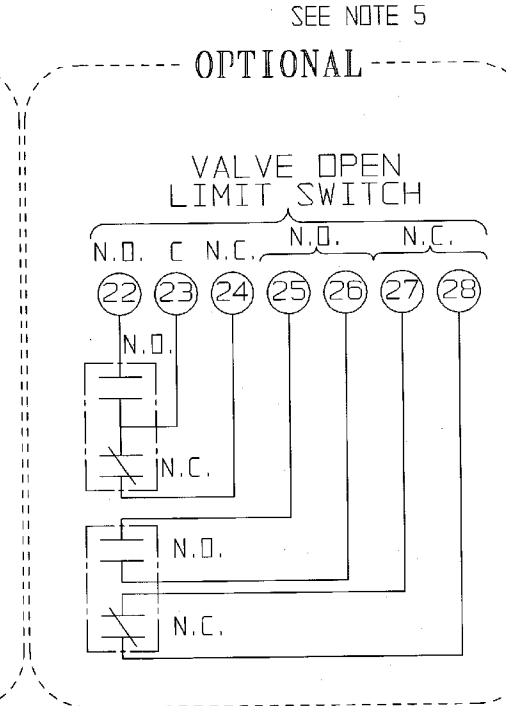 SEE NOTE 5
OPTIONAL
VALVE OPEN
LIMIT SWITCH
N.O. C N.C. N.O. N.C.
22 23 24 25 26 27 28
N.O.
N.C.
N.O.
N.C.